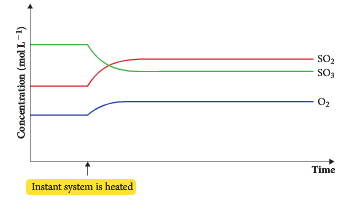 Concentration (mol L⁻¹)
SO₂
SO₃
O₂
Time
Instant system is heated